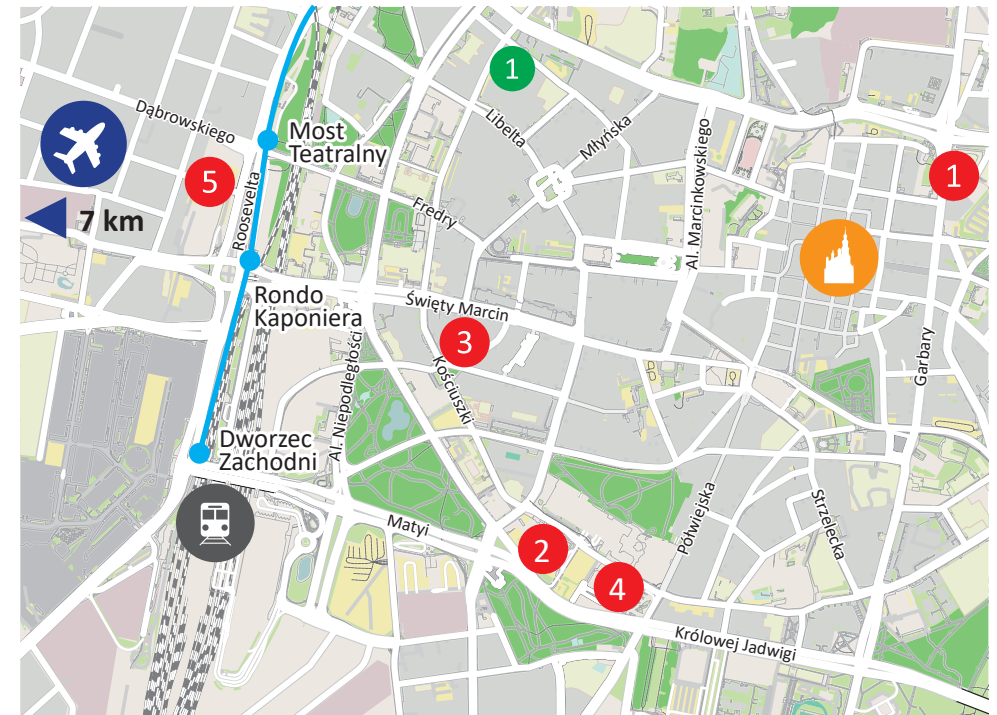 1
Dąbrowskiego
Most
Teatralny
Libelta
Młyńska
Al. Marcinkowskiego
5
1
Roosevelta
7 km
Fredry
Rondo
Kaponiera
Święty Marcin
3
Al. Niepodległości
Kościuszki
Garbary
Dworzec
Zachodni
Matyi
2
4
Półwiejska
Strzelecka
Królowej Jadwigi